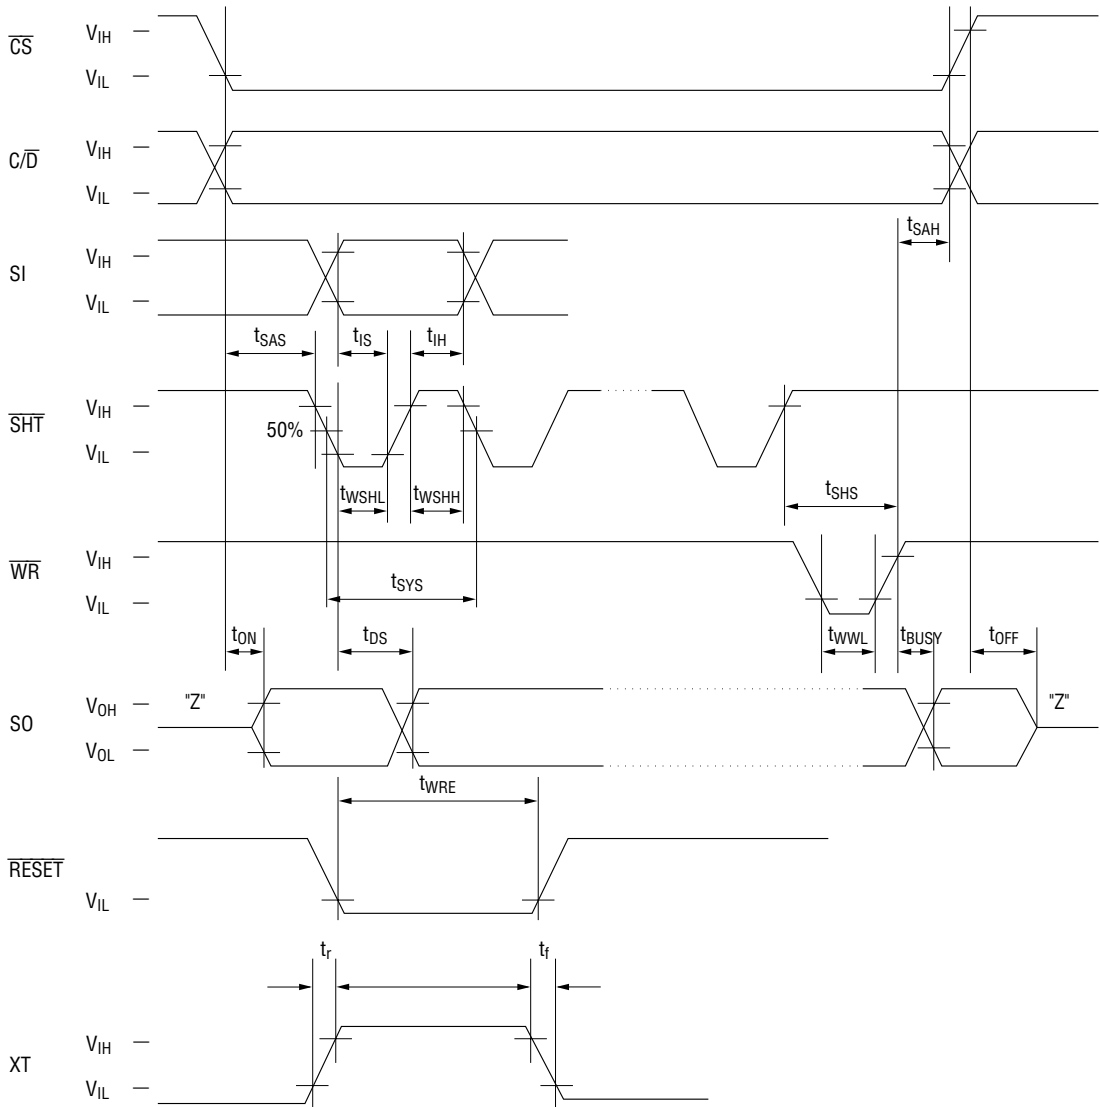 CS VIH
VIL
C/D VIH
VIL
tSAH
SI VIH
VIL
tSAS tIS tIH
SHT VIH
50%
VIL
tWSHL tWSHH tSHS
WR VIH
VIL
tSYS
tON tDS tWWL tBUSY tOFF
SO VOH "Z" "Z"
VOL
tWRE
RESET
VIL
tr tf
XT VIH
VIL